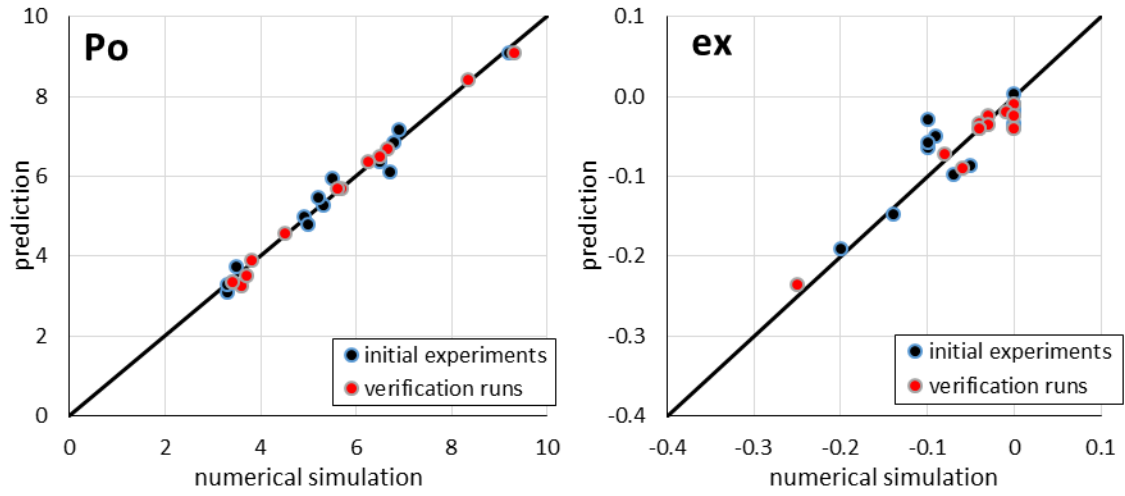 Po
10
8
6
4
2
0
prediction
0 2 4 6 8 10
numerical simulation
initial experiments
verification runs
ex
0.1
0.0
-0.1
-0.2
-0.3
-0.4
prediction
-0.4 -0.3 -0.2 -0.1 0 0.1
numerical simulation
initial experiments
verification runs